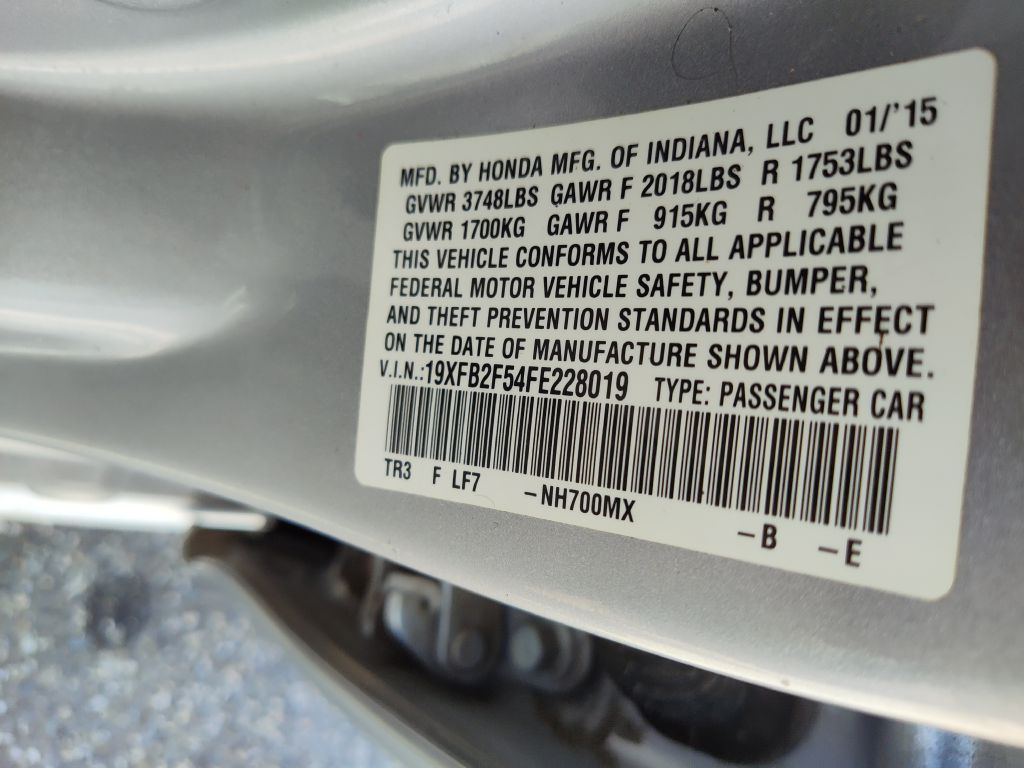 MFD. BY HONDA MFG. OF INDIANA, LLC 01/'15
GVWR 3748LBS GAWR F 2018LBS R 1753LBS
GVWR 1700KG GAWR F 915KG R 795KG
THIS VEHICLE CONFORMS TO ALL APPLICABLE
FEDERAL MOTOR VEHICLE SAFETY, BUMPER,
AND THEFT PREVENTION STANDARDS IN EFFECT
ON THE DATE OF MANUFACTURE SHOWN ABOVE.
V.I.N.:19XFB2F54FE228019 TYPE: PASSENGER CAR
TR3 F LF7 -NH700MX -B -E